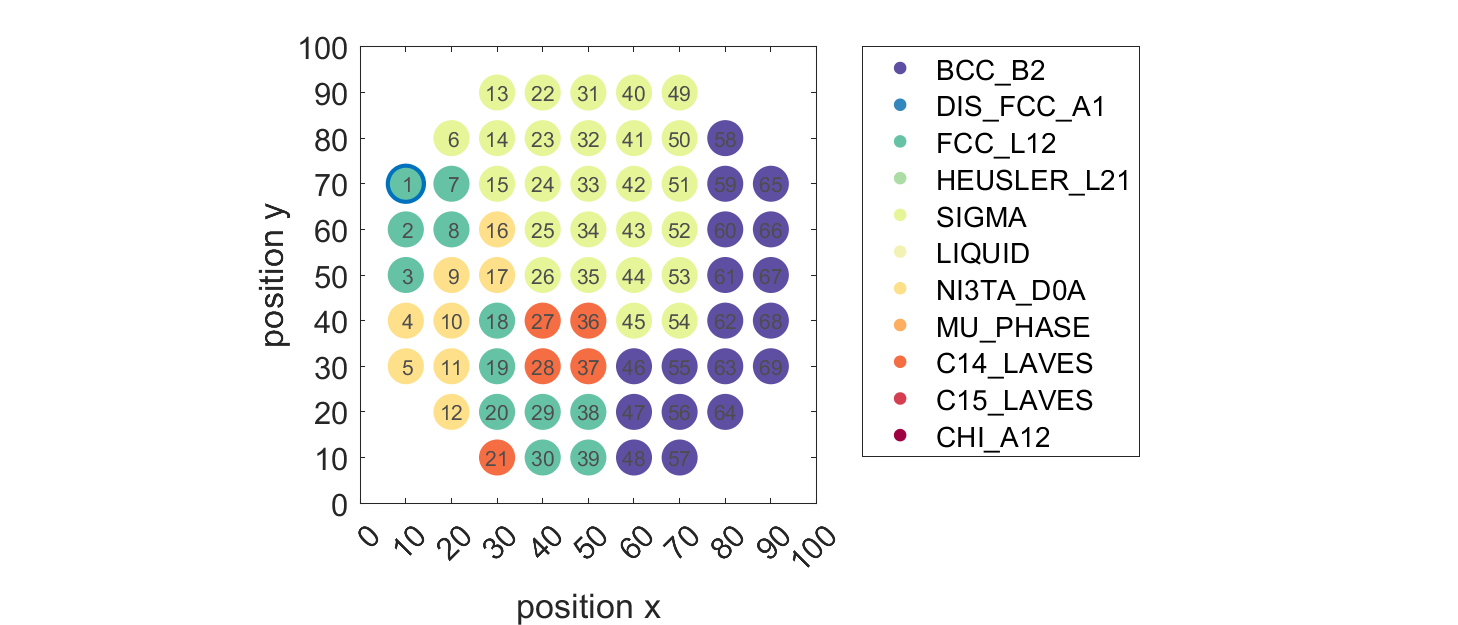 100
90
80
70
60
50
40
30
20
10
0
position y
13 22 31 40 49
6 14 23 32 41 50 58
1 7 15 24 33 42 51 59 65
2 8 16 25 34 43 52 60 66
3 9 17 26 35 44 53 61 67
4 10 18 27 36 45 54 62 68
5 11 19 28 37 46 55 63 69
12 20 29 38 47 56 64
21 30 39 48 57
0 10 20 30 40 50 60 70 80 90 100
position x
BCC_B2
DIS_FCC_A1
FCC_L12
HEUSLER_L21
SIGMA
LIQUID
NI3TA_D0A
MU_PHASE
C14_LAVES
C15_LAVES
CHI_A12